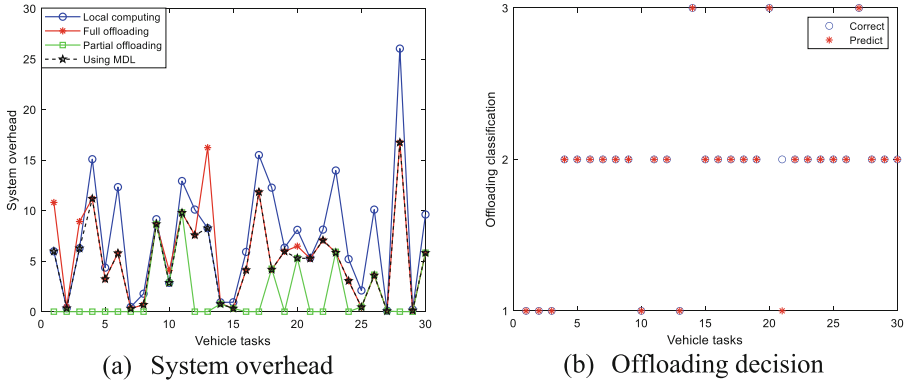 30
25
20
15
10
5
0
System overhead
Local computing
Full offloading
Partial offloading
Using MDL
0 5 10 15 20 25 30
Vehicle tasks
(a) System overhead
3
2
1
Offloading classification
Correct
Predict
0 5 10 15 20 25 30
Vehicle tasks
(b) Offloading decision